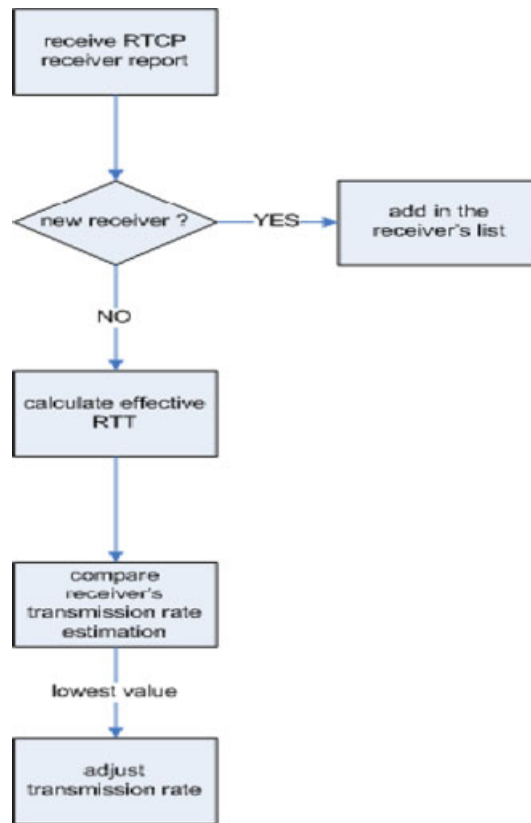 receive RTCP
receiver report
new receiver ?
YES
add in the
receiver's list
NO
calculate effective
RTT
compare
receiver's
transmission rate
estimation
lowest value
adjust
transmission rate